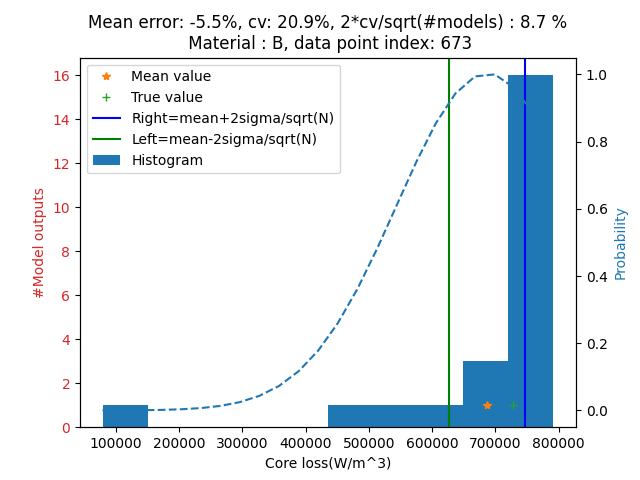 Mean error: -5.5%, cv: 20.9%, 2*cv/sqrt(#models) : 8.7 %
Material : B, data point index: 673
Mean value
True value
Right=mean+2sigma/sqrt(N)
Left=mean-2sigma/sqrt(N)
Histogram
#Model outputs
16
14
12
10
8
6
4
2
0
1.0
0.8
0.6
0.4
0.2
0.0
Probability
100000 200000 300000 400000 500000 600000 700000 800000
Core loss(W/m^3)